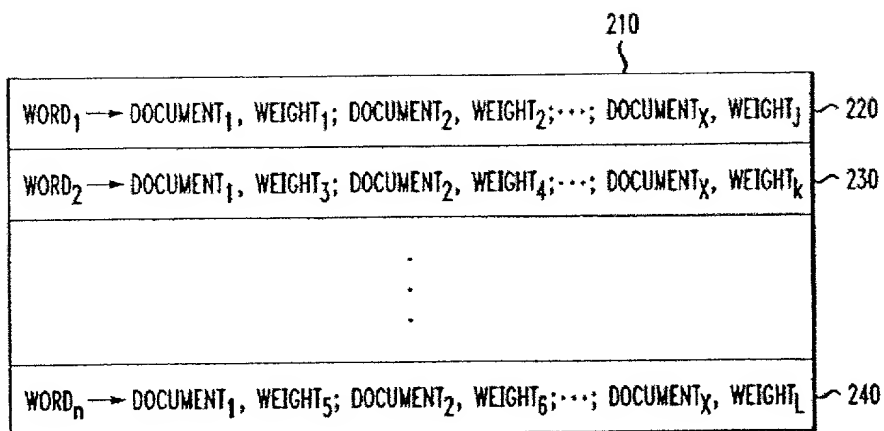 210
WORD₁ → DOCUMENT₁, WEIGHT₁; DOCUMENT₂, WEIGHT₂;···; DOCUMENTₓ, WEIGHTⱼ 220
WORD₂ → DOCUMENT₁, WEIGHT₃; DOCUMENT₂, WEIGHT₄;···; DOCUMENTₓ, WEIGHTₖ 230
WORDₙ → DOCUMENT₁, WEIGHT₅; DOCUMENT₂, WEIGHT₆;···; DOCUMENTₓ, WEIGHT_L 240